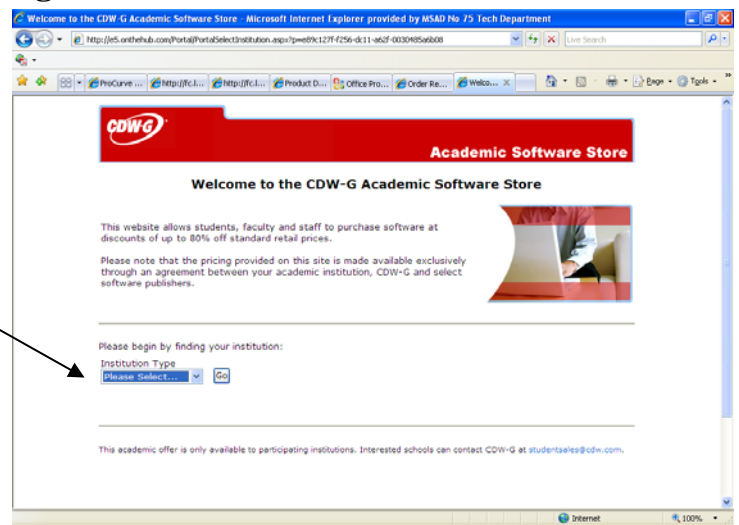 Welcome to the CDW-G Academic Software Store - Microsoft Internet Explorer provided by MSAD No 75 Tech Department
http://e5.onthehub.com/Portal/PortalSelectInstitution.aspx?pwe89c127f-f256-dc11-a62f-0030485a6b08
Live Search
ProCurve ... http://fc.l... http://fc.l... Product D... Office Pro... Order Re... Welco... Page Tools
CDW·G
Academic Software Store
Welcome to the CDW-G Academic Software Store
This website allows students, faculty and staff to purchase software at
discounts of up to 80% off standard retail prices.
Please note that the pricing provided on this site is made available exclusively
through an agreement between your academic institution, CDW-G and select
software publishers.
Please begin by finding your institution:
Institution Type
Please Select... Go
This academic offer is only available to participating institutions. Interested schools can contact CDW-G at studentsales@cdw.com.
Internet 100%